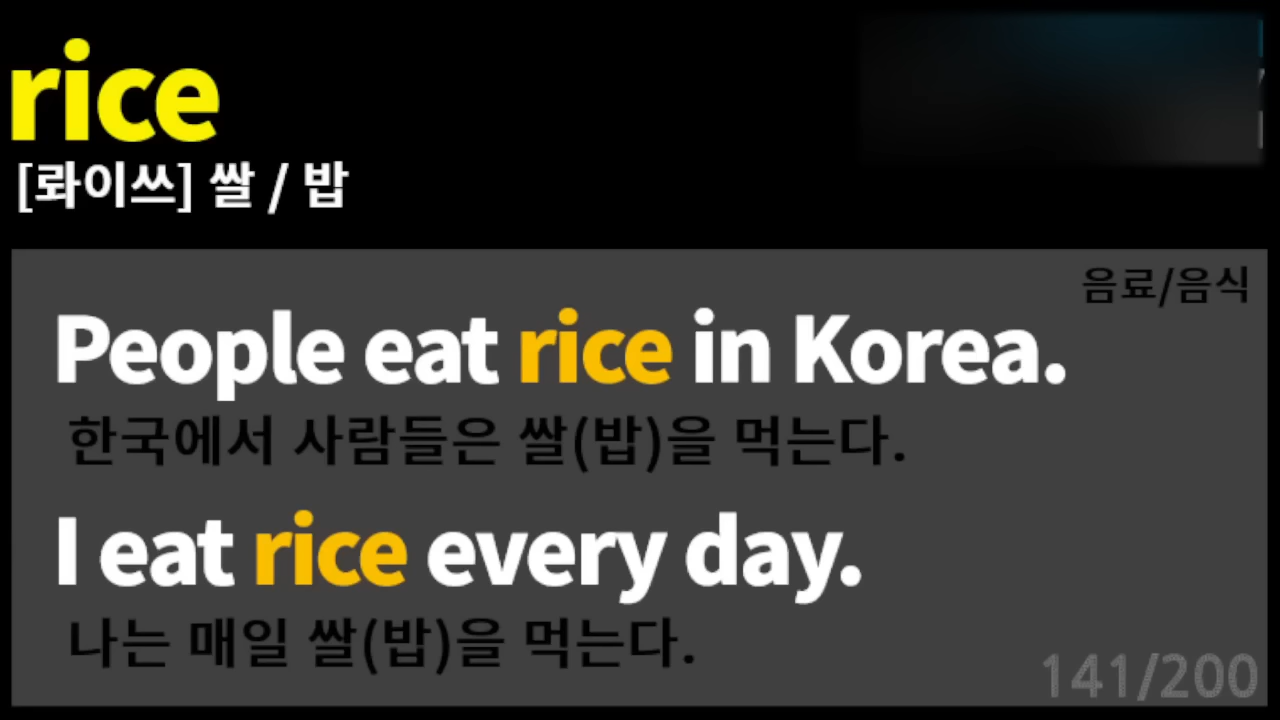 rice
[롸이쓰] 쌀 / 밥
음료/음식
People eat rice in Korea.
한국에서 사람들은 쌀(밥)을 먹는다.
I eat rice every day.
나는 매일 쌀(밥)을 먹는다.
141/200